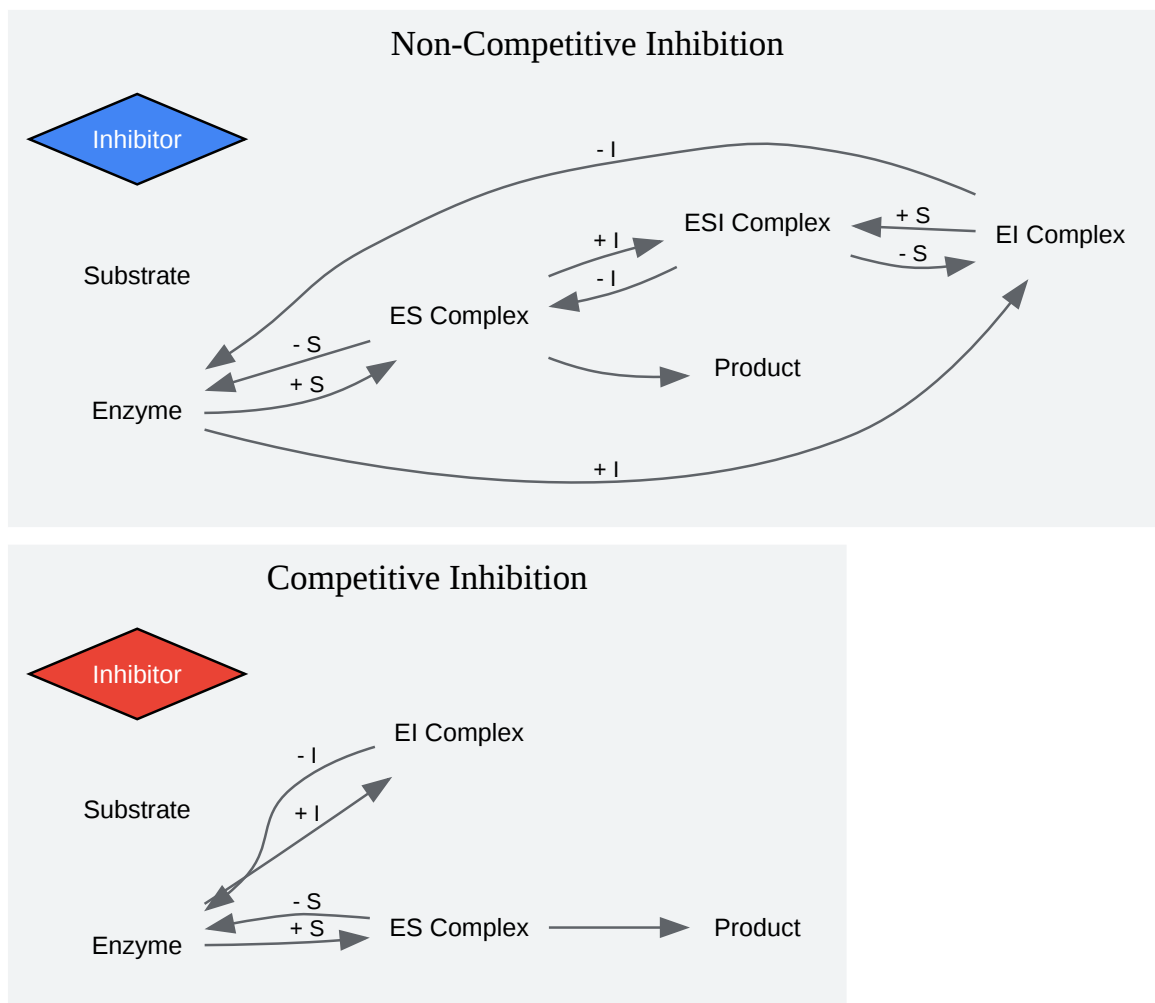 Non-Competitive Inhibition
Inhibitor
- I
+ S
ESI Complex
EI Complex
+ I
- S
- I
Substrate
ES Complex
- S
Product
+ S
Enzyme
+ I
Competitive Inhibition
Inhibitor
EI Complex
- I
Substrate
+ I
- S
+ S
ES Complex
Product
Enzyme